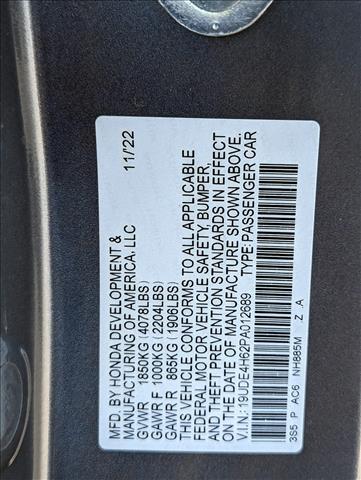 MFD. BY HONDA DEVELOPMENT &
MANUFACTURING OF AMERICA, LLC 11/22
GVWR 1850KG (4078LBS)
GAWR F 1000KG (2204LBS)
GAWR R 865KG (1906LBS)
THIS VEHICLE CONFORMS TO ALL APPLICABLE
FEDERAL MOTOR VEHICLE SAFETY, BUMPER,
AND THEFT PREVENTION STANDARDS IN EFFECT
ON THE DATE OF MANUFACTURE SHOWN ABOVE.
V.I.N.: 19UDE4H62PA012689 TYPE: PASSENGER CAR
3S5 P AC6 NH885M Z A